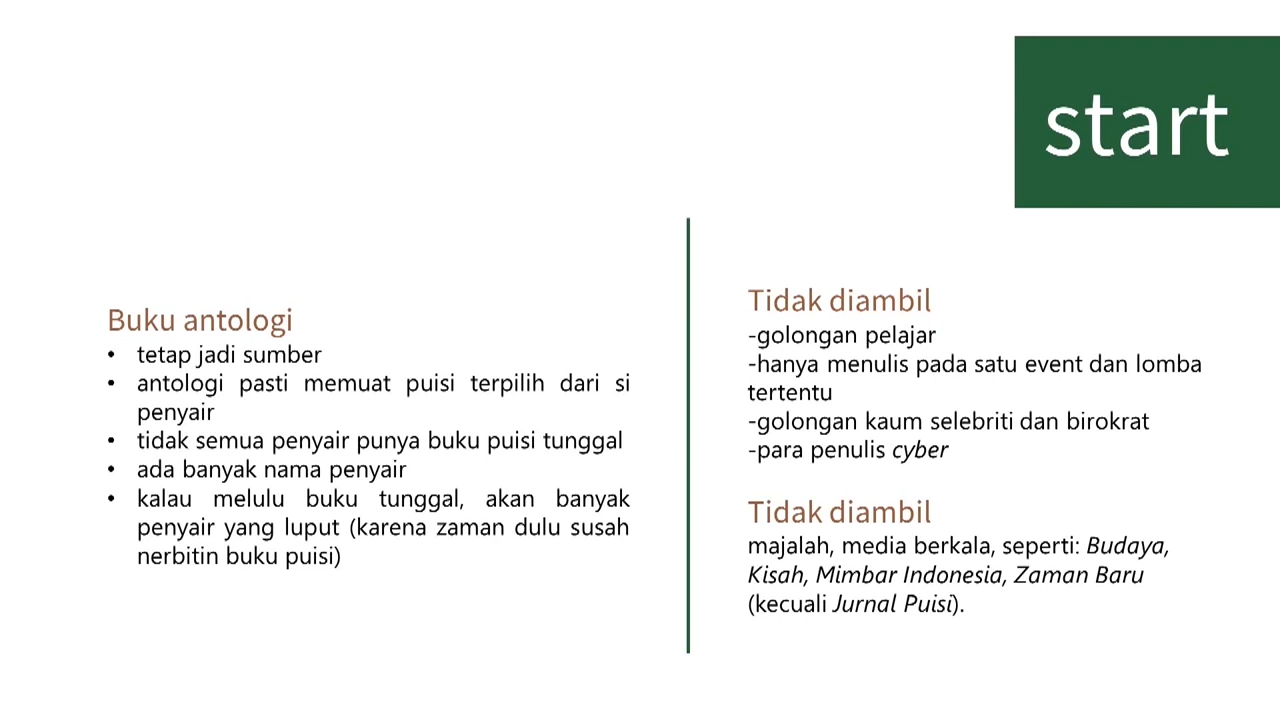 start
Buku antologi
• tetap jadi sumber
• antologi pasti memuat puisi terpilih dari si
penyair
• tidak semua penyair punya buku puisi tunggal
• ada banyak nama penyair
• kalau melulu buku tunggal, akan banyak
penyair yang luput (karena zaman dulu susah
nerbitin buku puisi)
Tidak diambil
-golongan pelajar
-hanya menulis pada satu event dan lomba
tertentu
-golongan kaum selebriti dan birokrat
-para penulis cyber
Tidak diambil
majalah, media berkala, seperti: Budaya,
Kisah, Mimbar Indonesia, Zaman Baru
(kecuali Jurnal Puisi).